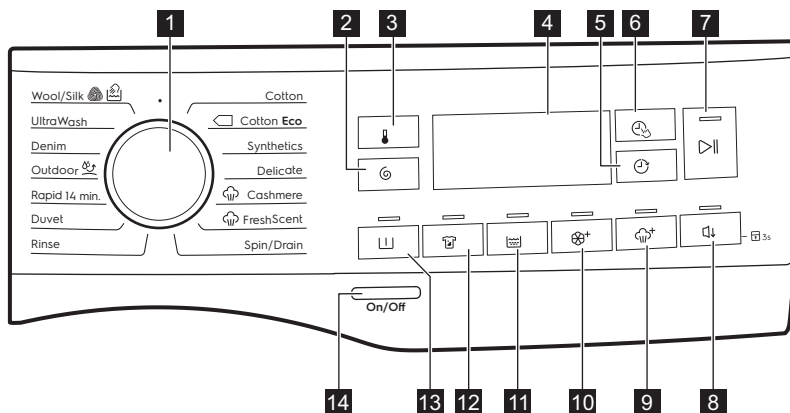 1
2
3
4
5
6
7
Wool/Silk
UltraWash
Denim
Outdoor
Rapid 14 min.
Duvet
Rinse
Cotton
Cotton Eco
Synthetics
Delicate
Cashmere
FreshScent
Spin/Drain
3s
On/Off
14
13
12
11
10
9
8